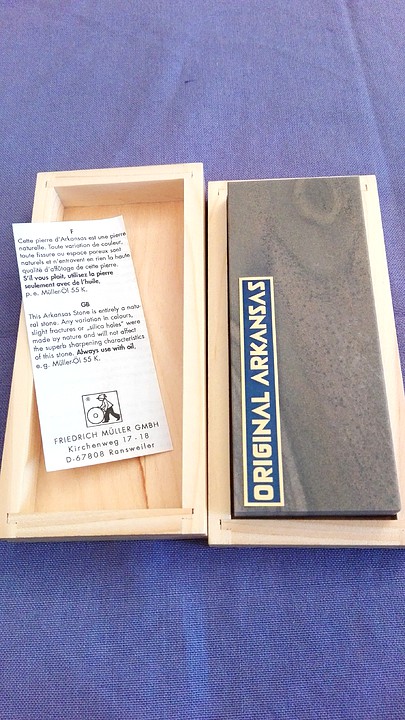 F
Cette pierre d'Arkansas est une pierre
naturelle. Toute variation de couleur,
toute fissure ou espace poreux sont
naturels et n'entravent en rien la haute
qualité d'affûtage de cette pierre.
S'il vous plait, utilisez la pierre
seulement avec de l'huile,
p. e. Müller-Öl 55 K.
GB
This Arkansas Stone is entirely a natu-
ral stone. Any variation in colours,
slight fractures or „silica holes" were
made by nature and will not affect
the superb sharpening characteristics
of this stone. Always use with oil,
e. g. Müller-Öl 55 K.
FRIEDRICH MÜLLER GMBH
Kirchenweg 17 - 18
D-67808 Ransweiler
ORIGINAL ARKANSAS